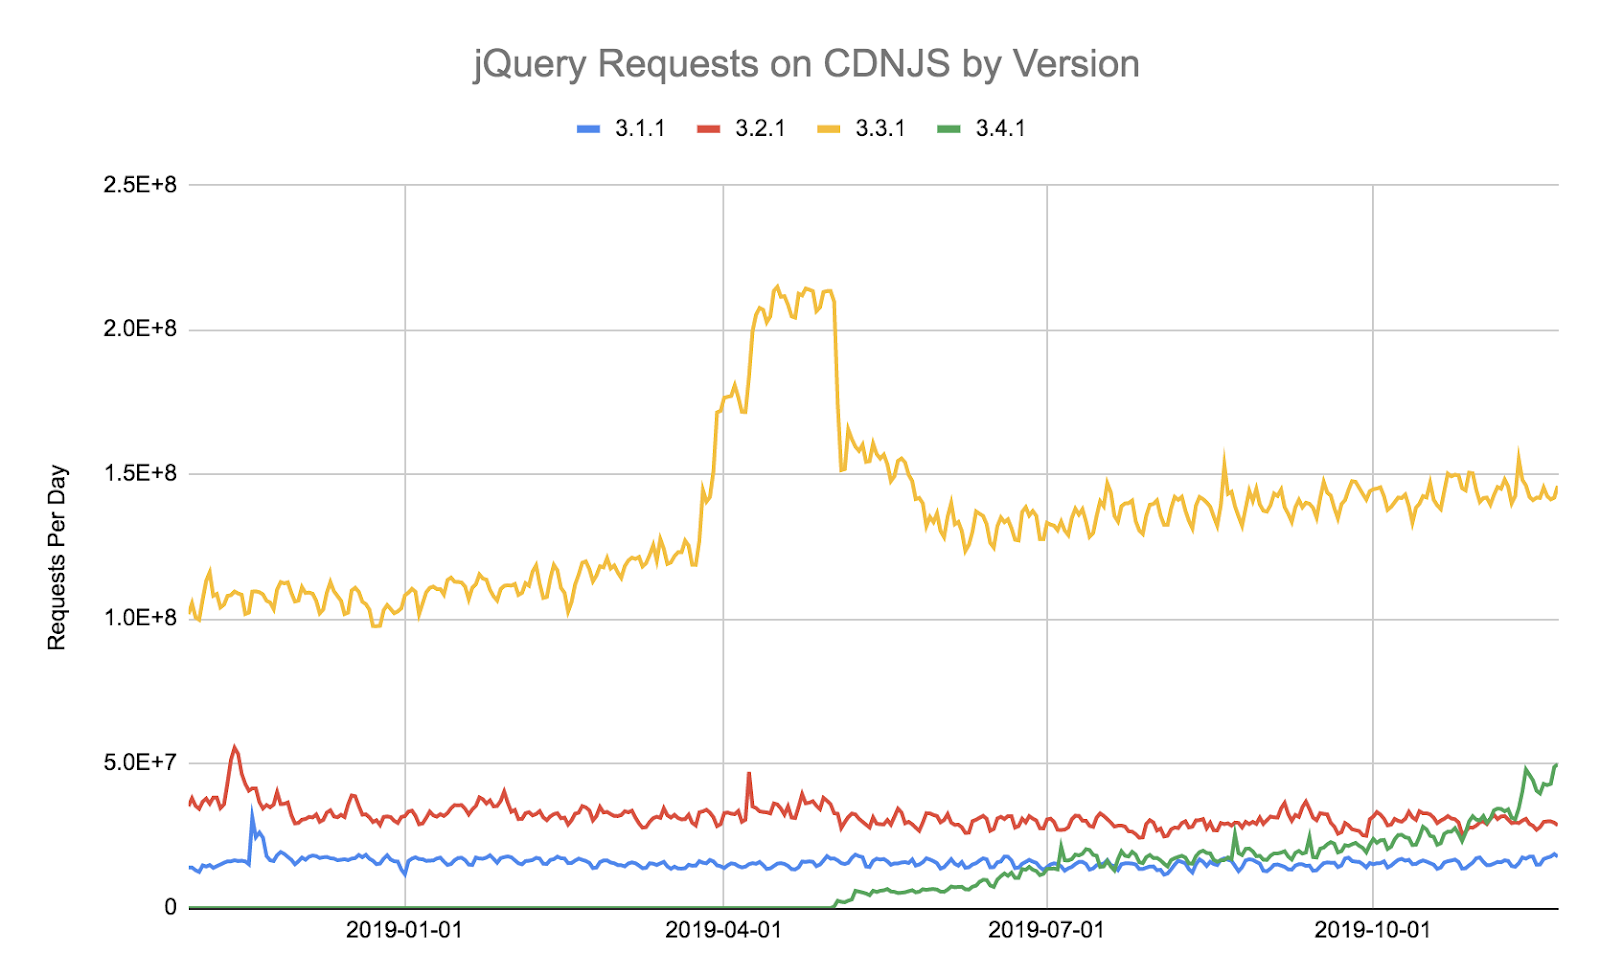 jQuery Requests on CDNJS by Version
3.1.1 3.2.1 3.3.1 3.4.1
Requests Per Day
2.5E+8
2.0E+8
1.5E+8
1.0E+8
5.0E+7
0
2019-01-01 2019-04-01 2019-07-01 2019-10-01